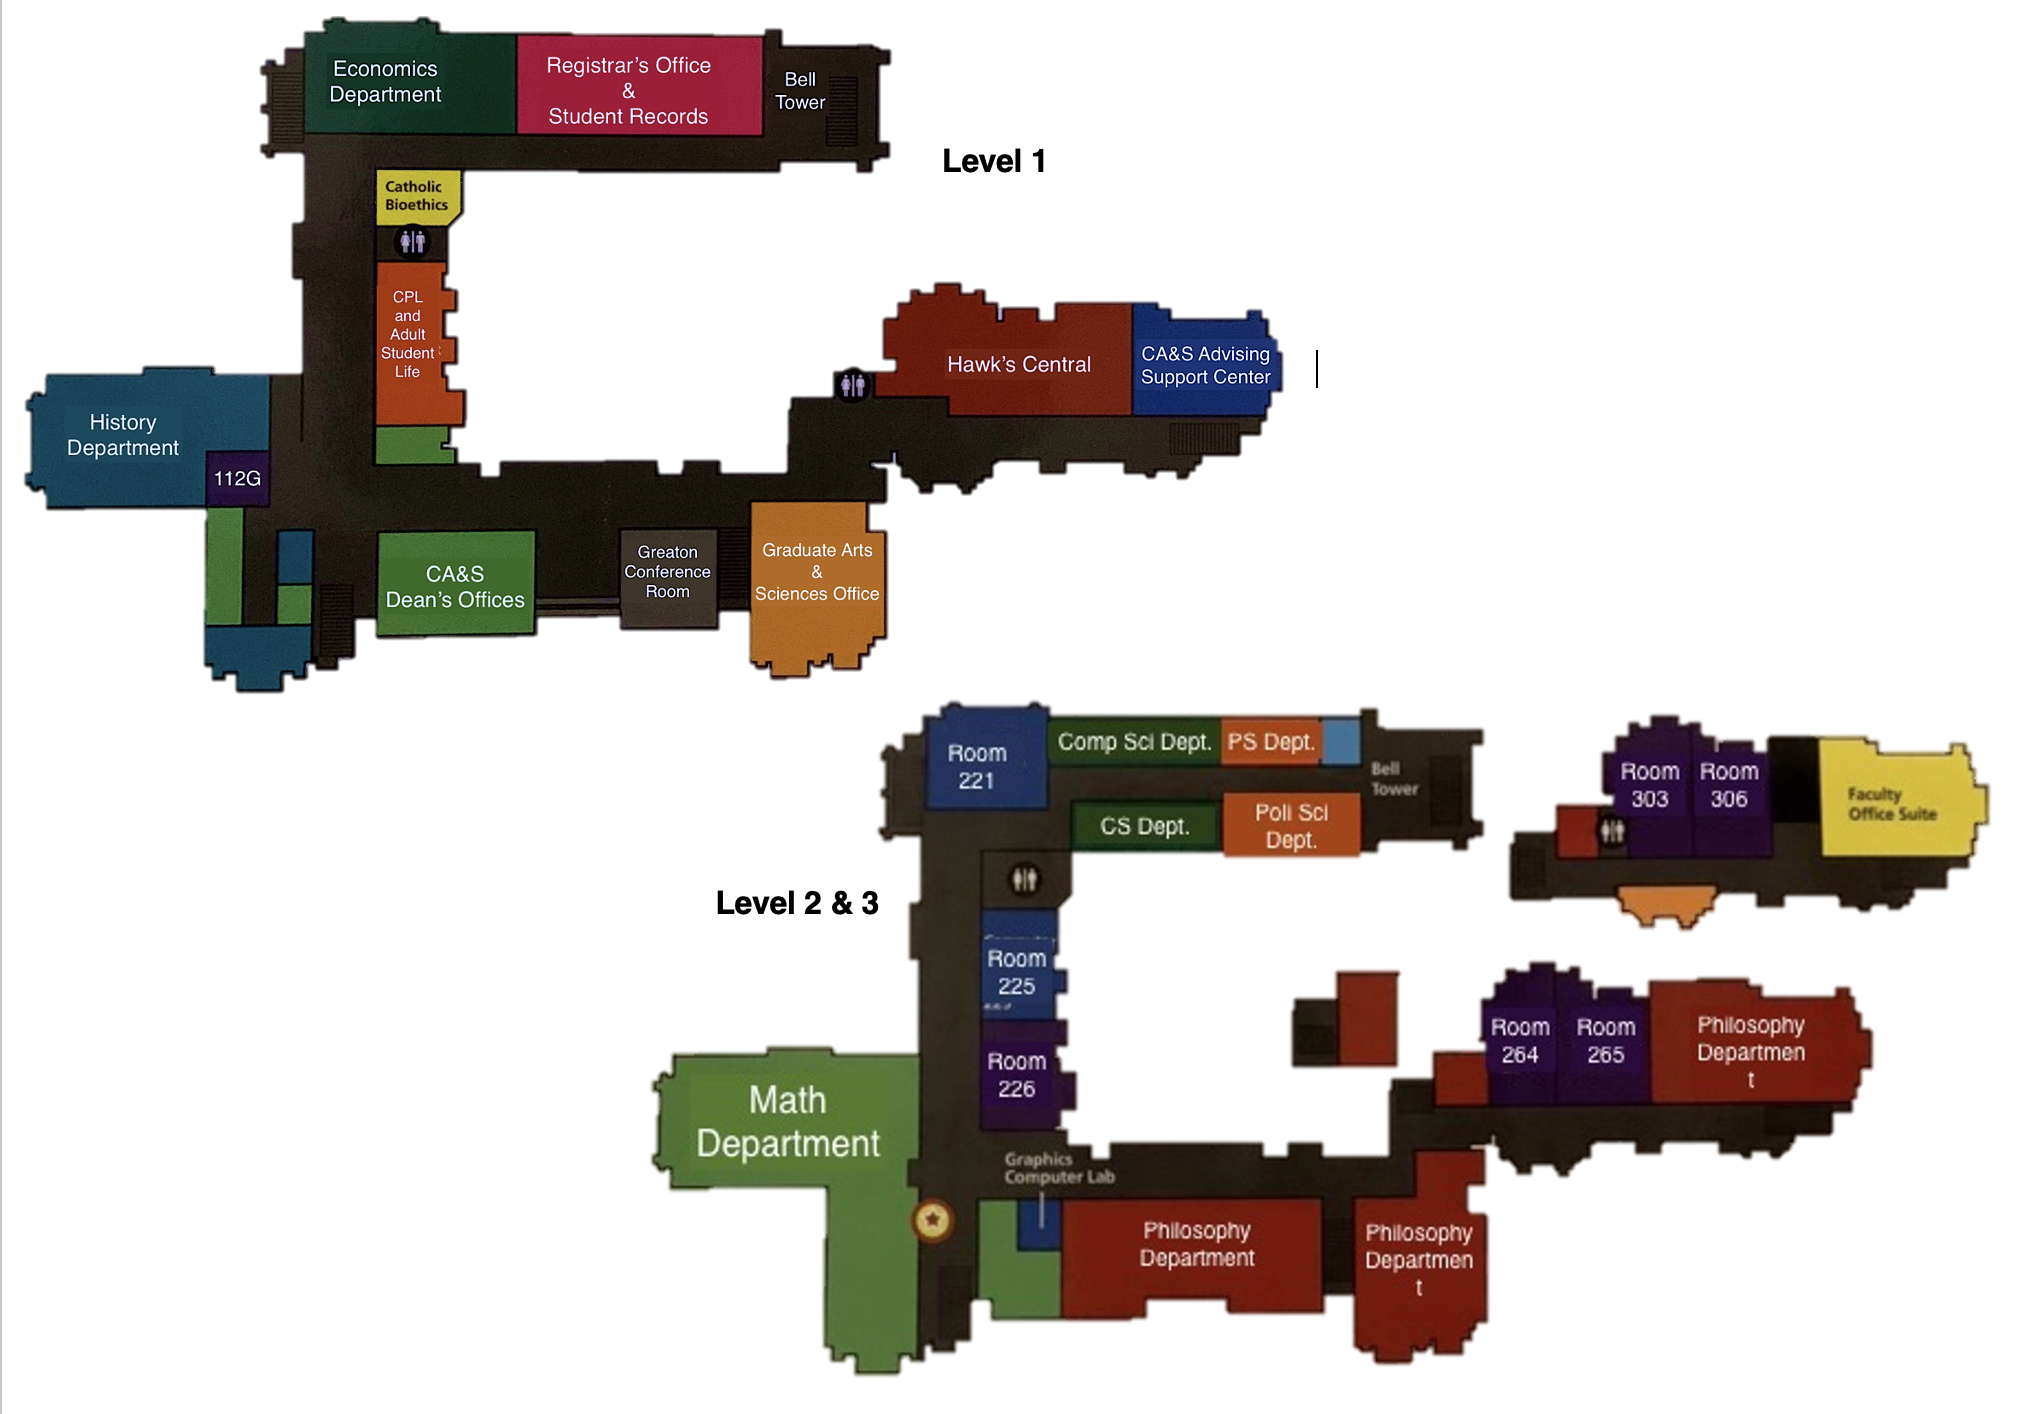 Economics
Department
Registrar's Office
&
Student Records
Bell
Tower
Level 1
Catholic
Bioethics
CPL
and
Adult
Student
Life
Hawk's Central
CA&S Advising
Support Center
History
Department
112G
CA&S
Dean's Offices
Greaton
Conference
Room
Graduate Arts
&
Sciences Office
Level 2 & 3
Room
221
Comp Sci Dept.
PS Dept.
Bell
Tower
CS Dept.
Poli Sci
Dept.
Room
303
Room
306
Faculty
Office Suite
Room
225
Room
226
Room
264
Room
265
Philosophy
Departmen
t
Math
Department
Graphics
Computer Lab
Philosophy
Department
Philosophy
Departmen
t